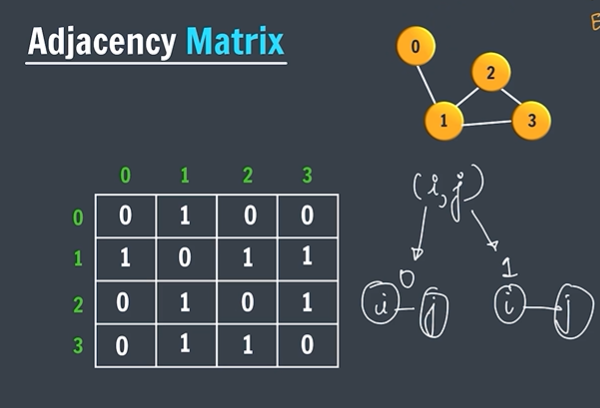 Adjacency Matrix
0
2
1
3
0 1 2 3
0 0 1 0 0
1 1 0 1 1
2 0 1 0 1
3 0 1 1 0
(i,j)
0 1
i j i j